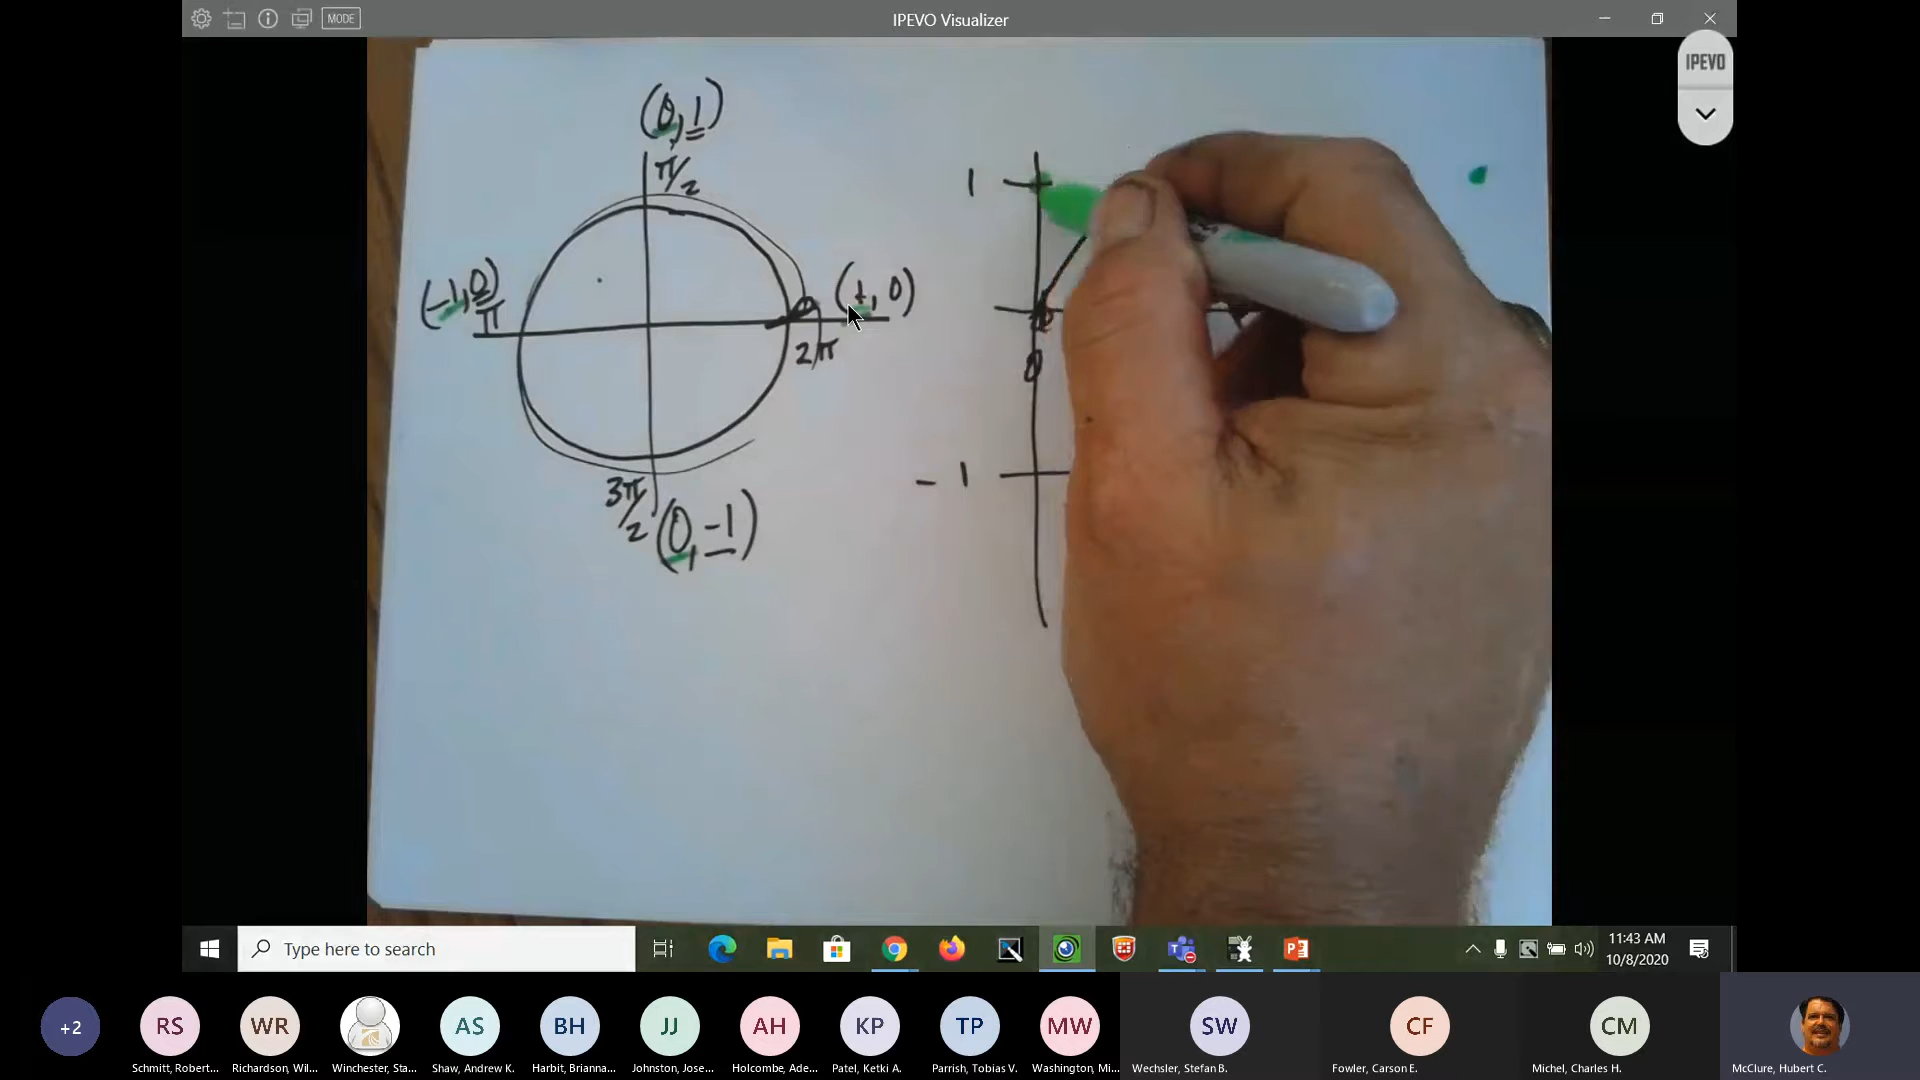 MODE
IPEVO Visualizer
IPEVO
(0, 1)
π/2
(-1, 0)
π
(1, 0)
2π
3π/2
(0, -1)
1
0
- 1
Type here to search
11:43 AM
10/8/2020
+2
RS
WR
AS
BH
JJ
AH
KP
TP
MW
SW
CF
CM
Schmitt, Robert...
Richardson, Wil...
Winchester, Sta...
Shaw, Andrew K.
Harbit, Brianna...
Johnston, Jose...
Holcombe, Ade...
Patel, Ketki A.
Parrish, Tobias V.
Washington, Mi...
Wechsler, Stefan B.
Fowler, Carson E.
Michel, Charles H.
McClure, Hubert C.